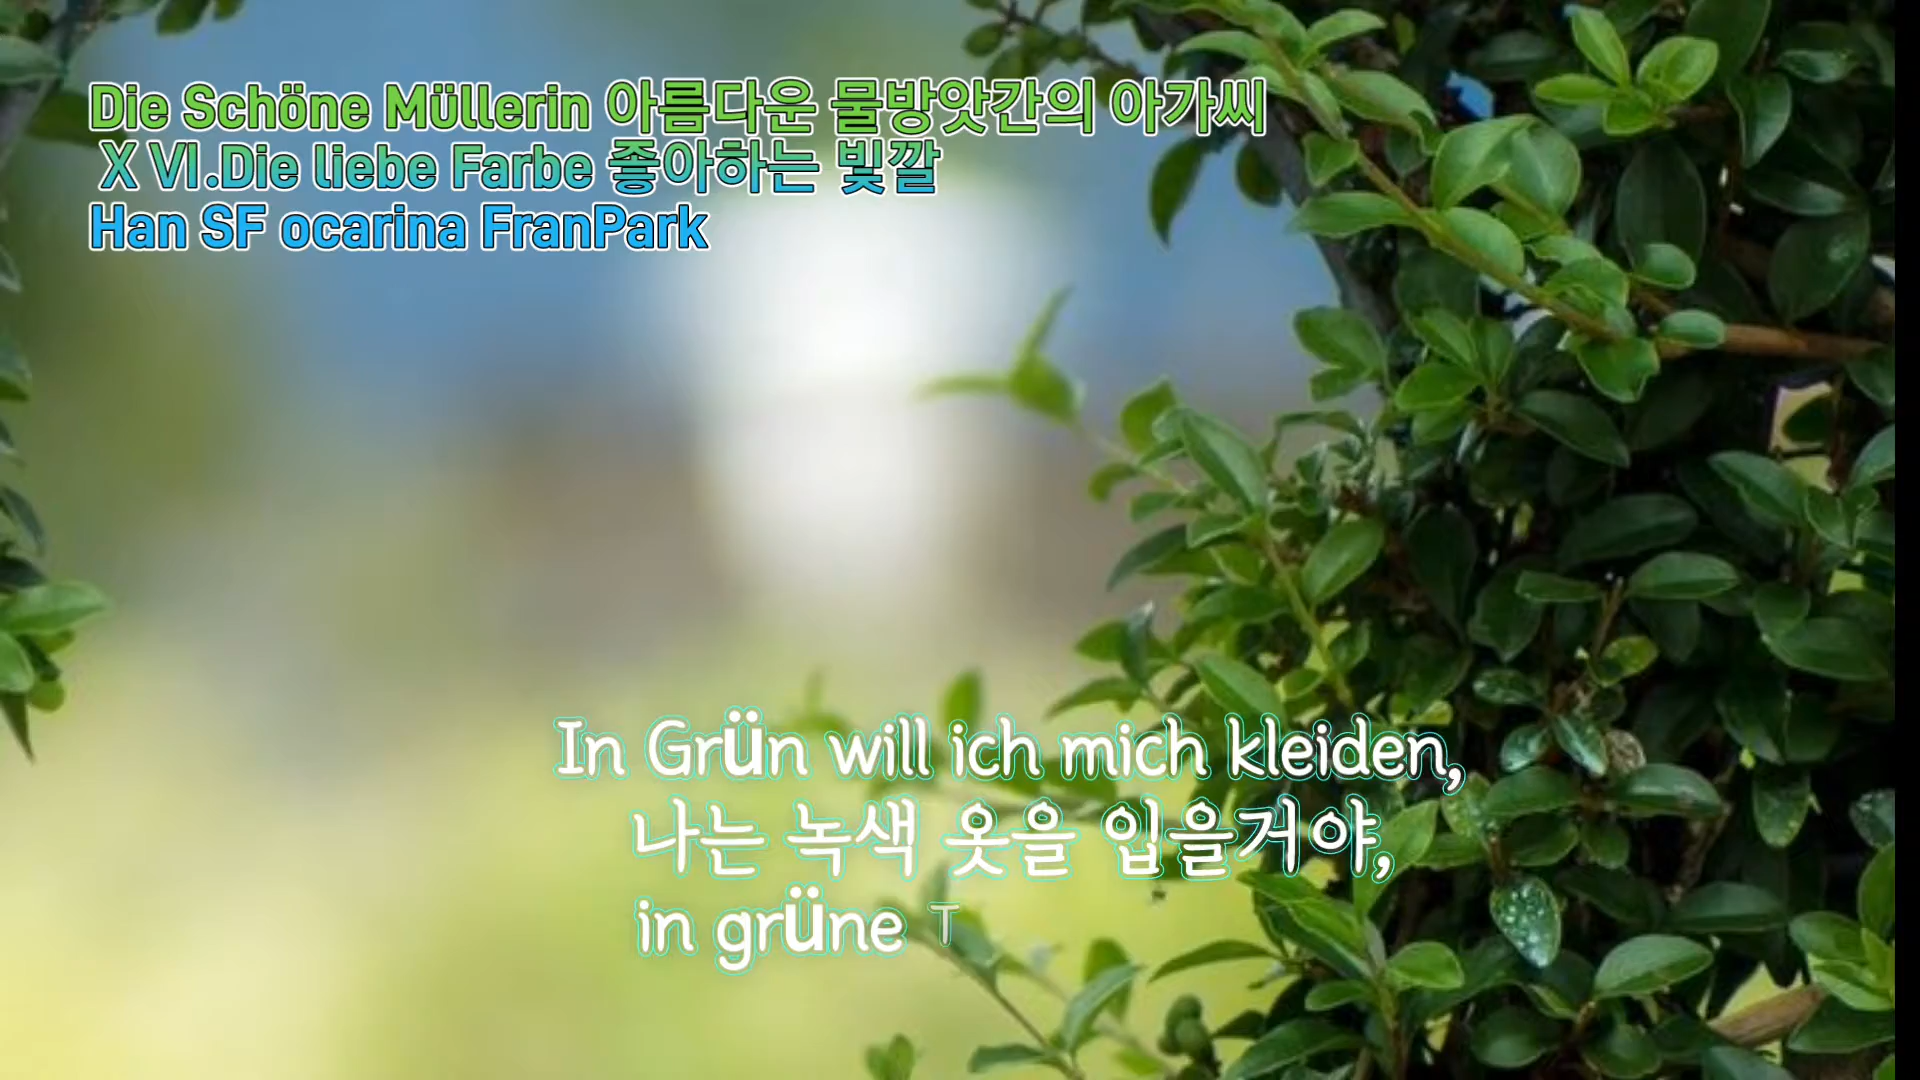 Die Schöne Müllerin 아름다운 물방앗간의 아가씨
X VI.Die liebe Farbe 좋아하는 빛깔
Han SF ocarina FranPark
In Grün will ich mich kleiden,
나는 녹색 옷을 입을거야,
in grüne T